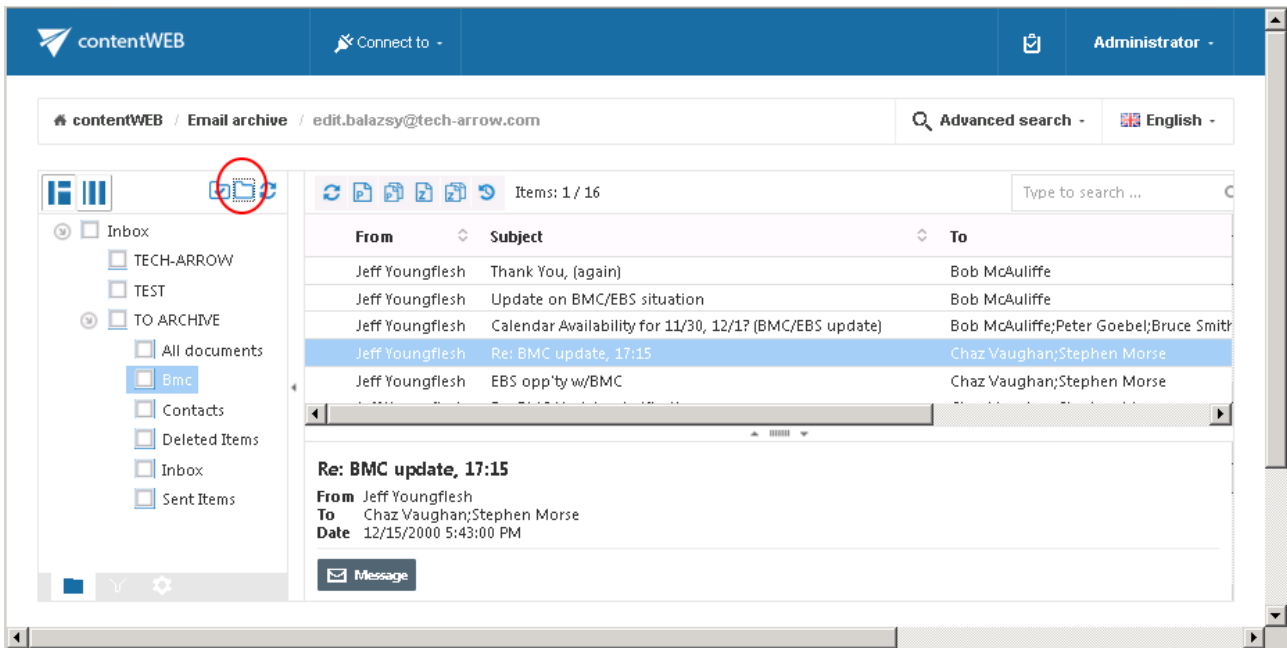 contentWEB
Connect to
Administrator
contentWEB / Email archive / edit.balazsy@tech-arrow.com
Advanced search
English
Inbox
TECH-ARROW
TEST
TO ARCHIVE
All documents
Bmc
Contacts
Deleted Items
Inbox
Sent Items
Items: 1 / 16
Type to search ...
From Subject To
Jeff Youngflesh Thank You, (again) Bob McAuliffe
Jeff Youngflesh Update on BMC/EBS situation Bob McAuliffe
Jeff Youngflesh Calendar Availability for 11/30, 12/1? (BMC/EBS update) Bob McAuliffe;Peter Goebel;Bruce Smith
Jeff Youngflesh Re: BMC update, 17:15 Chaz Vaughan;Stephen Morse
Jeff Youngflesh EBS opp'ty w/BMC Chaz Vaughan;Stephen Morse
Re: BMC update, 17:15
From Jeff Youngflesh
To Chaz Vaughan;Stephen Morse
Date 12/15/2000 5:43:00 PM
Message